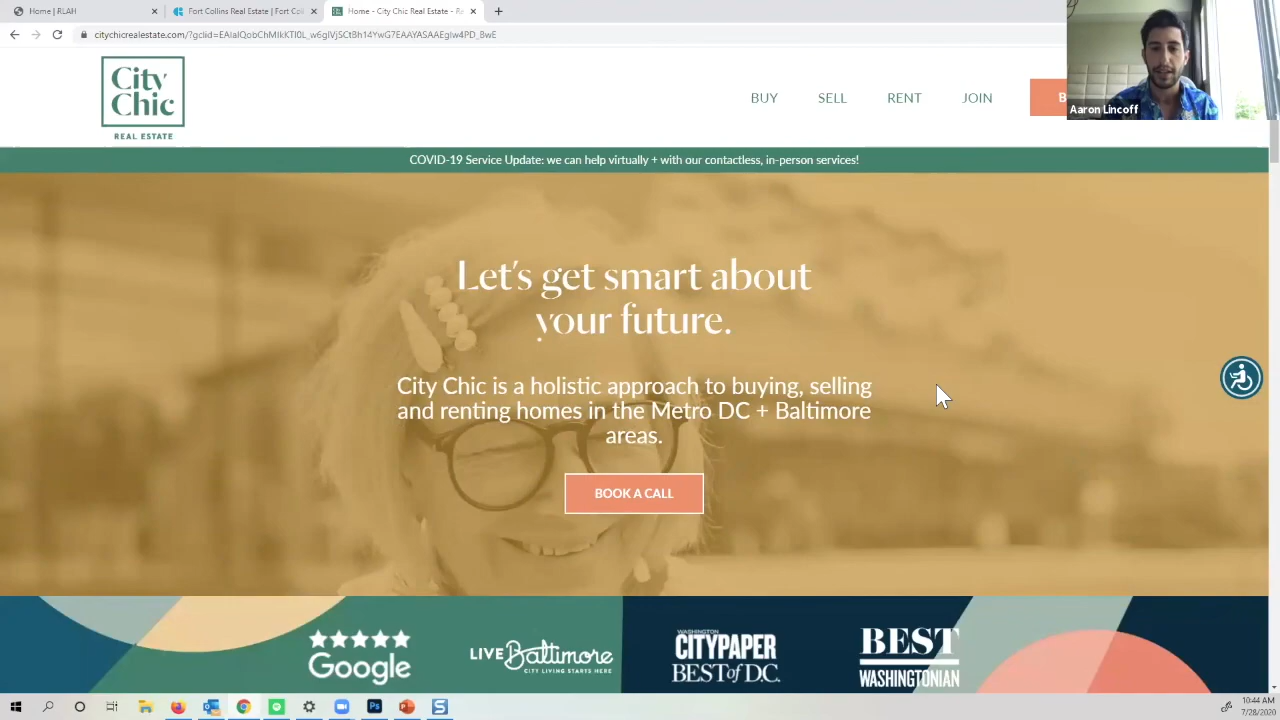 Home | RLAH
Fort Collins Real Estate | Fort Coll
Home - City Chic Real Estate - Re
citychicrealestate.com/?gclid=EAIaIQobChMIkKTI0L_w6gIVjSCtBh14YwG7EAAYASAAEgIw4PD_BwE
City
Chic
REAL ESTATE
BUY
SELL
RENT
JOIN
B
Aaron Lincoff
COVID-19 Service Update: we can help virtually + with our contactless, in-person services!
Let's get smart about
your future.
City Chic is a holistic approach to buying, selling
and renting homes in the Metro DC + Baltimore
areas.
BOOK A CALL
Google
LIVE Baltimore
CITY LIVING STARTS HERE
WASHINGTON
CITYPAPER
BEST of D.C.
BEST
WASHINGTONIAN
10:44 AM
7/28/2020